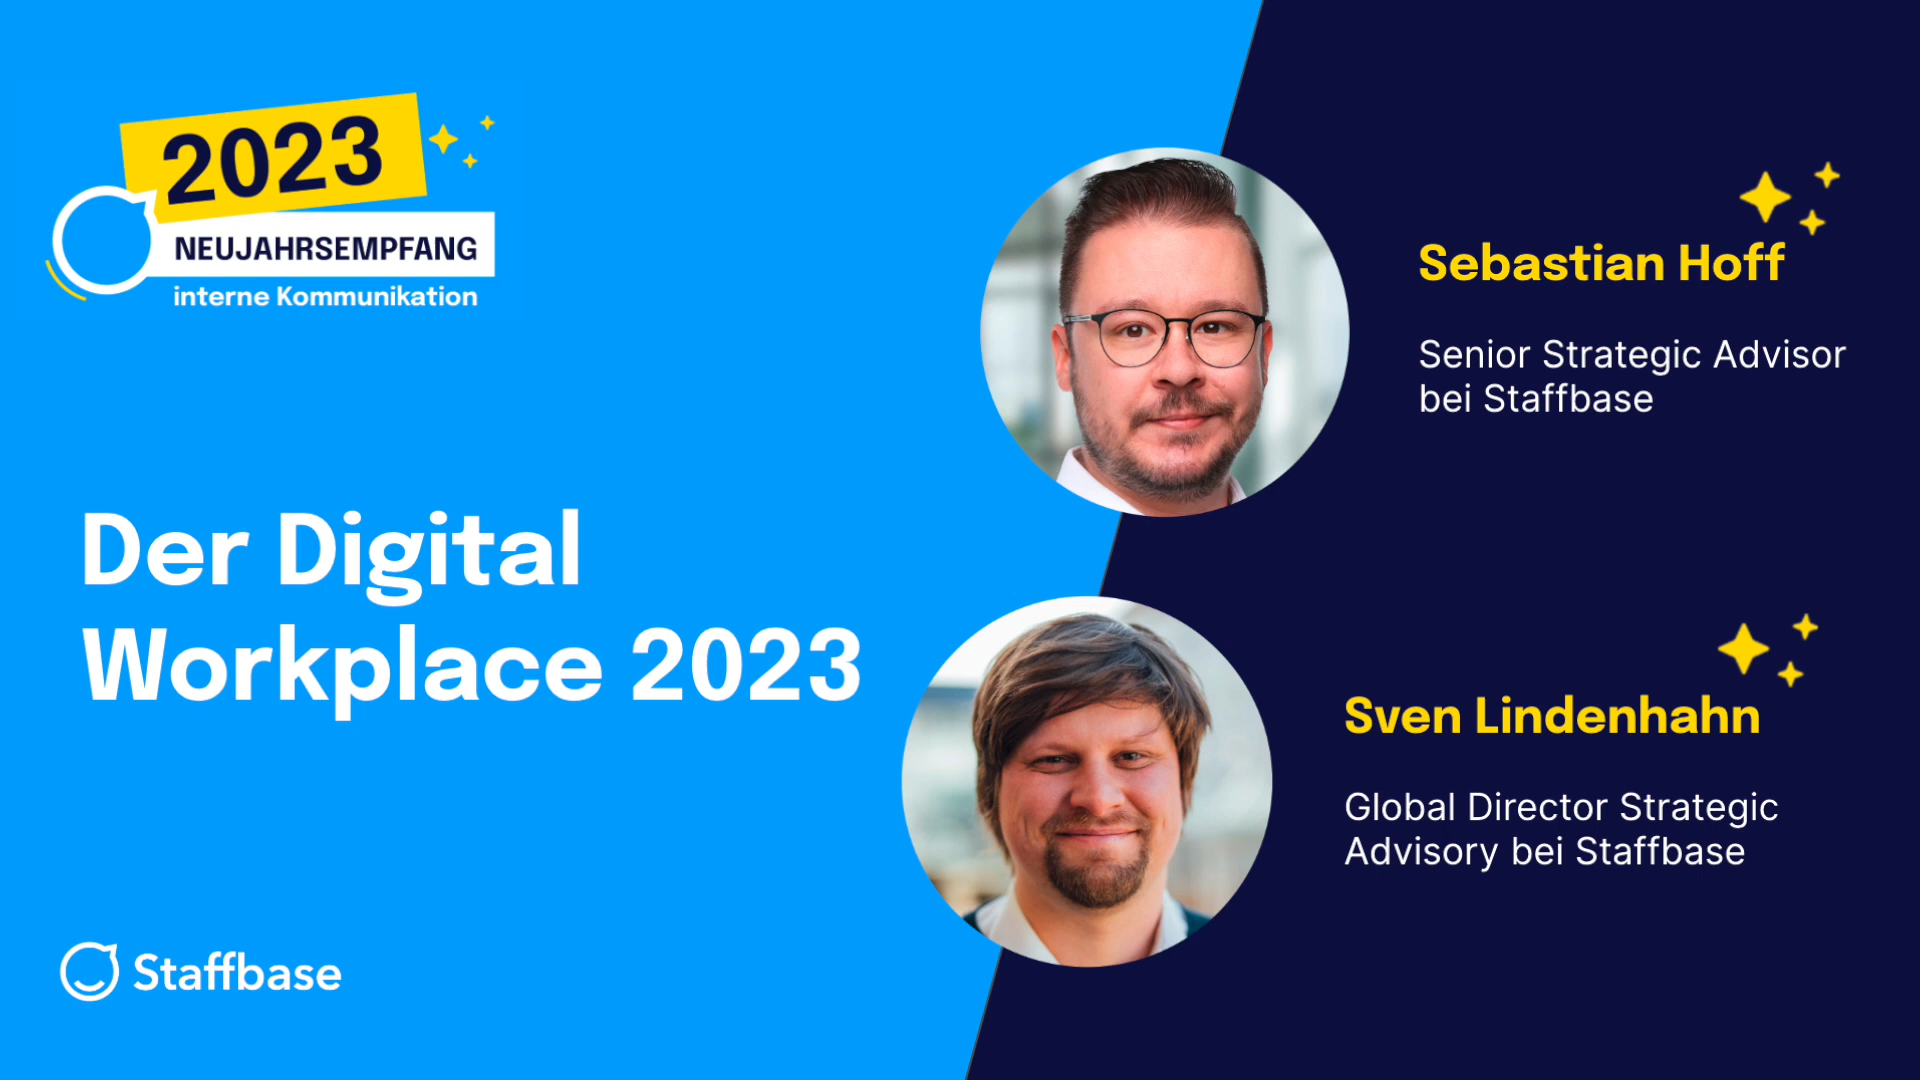 2023
NEUJAHRSEMPFANG
interne Kommunikation
Der Digital
Workplace 2023
Sebastian Hoff
Senior Strategic Advisor
bei Staffbase
Sven Lindenhahn
Global Director Strategic
Advisory bei Staffbase
Staffbase